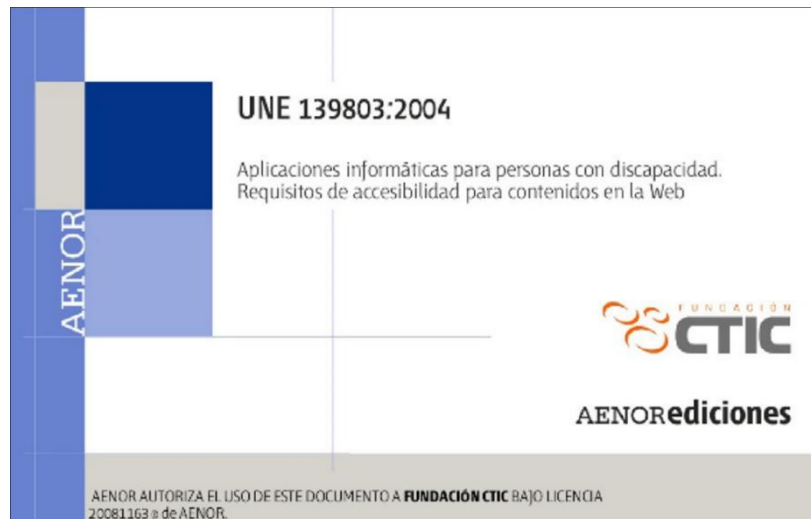 UNE 139803:2004
Aplicaciones informáticas para personas con discapacidad.
Requisitos de accesibilidad para contenidos en la Web
AENOR
FUNDACIÓN
CTIC
AENORediciones
AENOR AUTORIZA EL USO DE ESTE DOCUMENTO A FUNDACIÓN CTIC BAJO LICENCIA
20081163 © de AENOR.